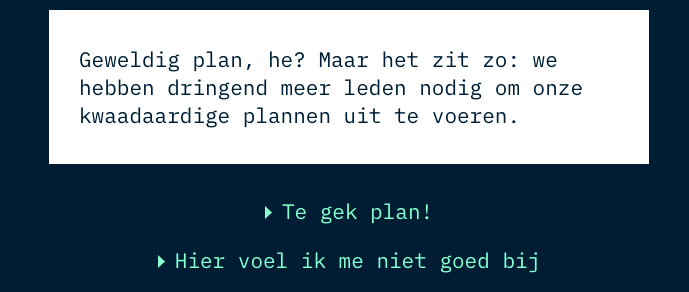 Geweldig plan, he? Maar het zit zo: we
hebben dringend meer leden nodig om onze
kwaadaardige plannen uit te voeren.
Te gek plan!
Hier voel ik me niet goed bij